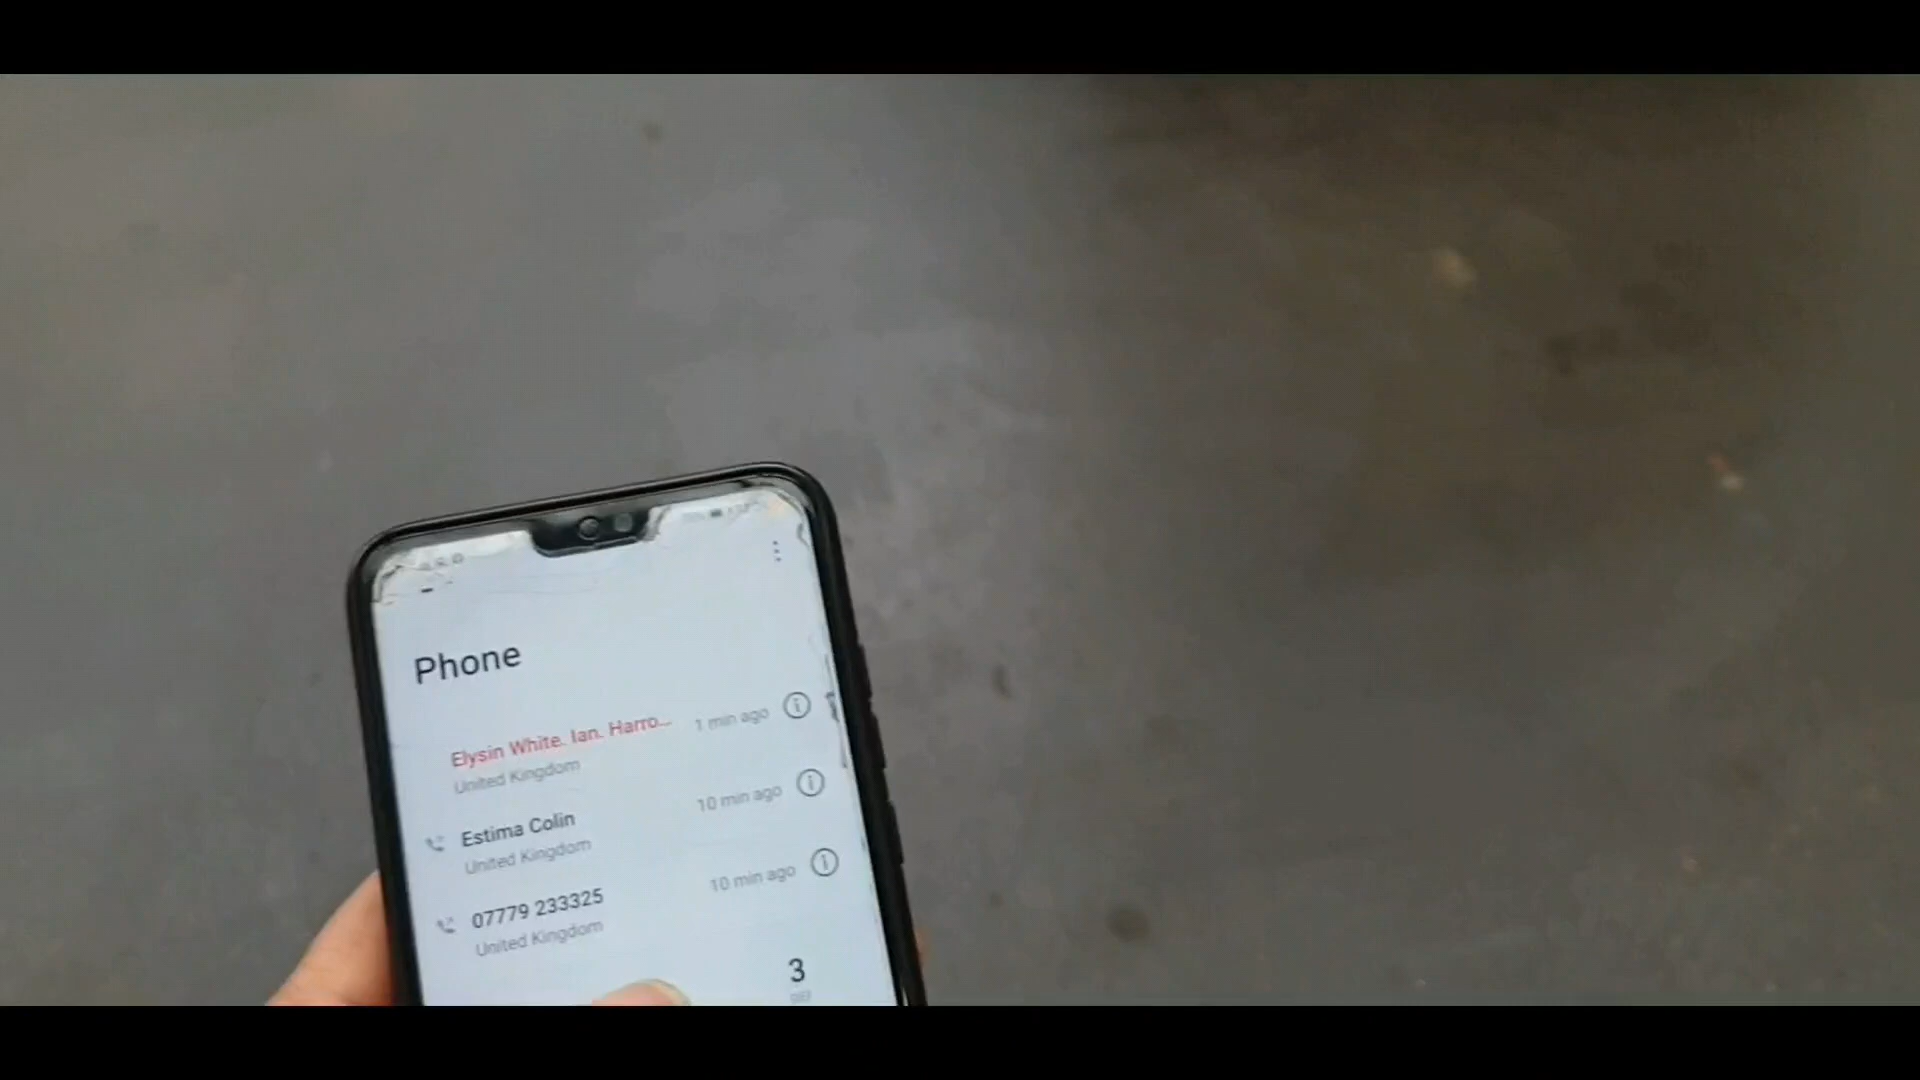 Phone
Elysin White. Ian. Harro...
1 min ago
United Kingdom
Estima Colin
10 min ago
United Kingdom
07779 233325
10 min ago
United Kingdom
3